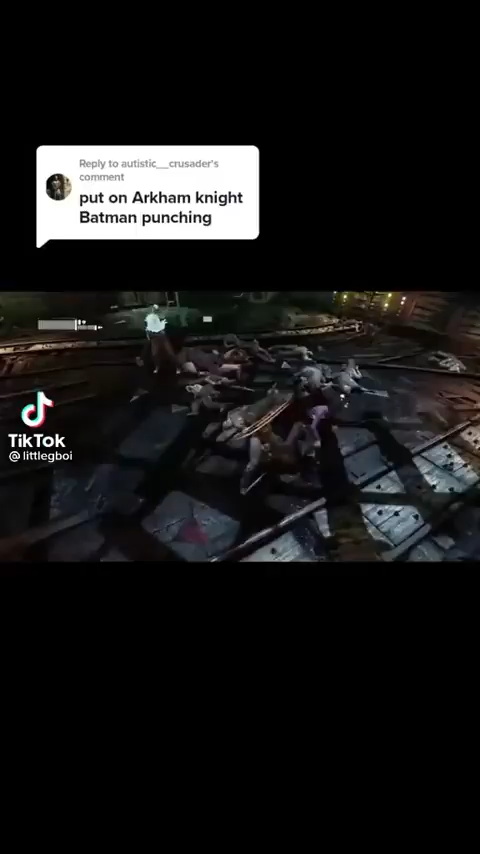 Reply to autistic__crusader's
comment
put on Arkham knight
Batman punching
TikTok
@ littlegboi